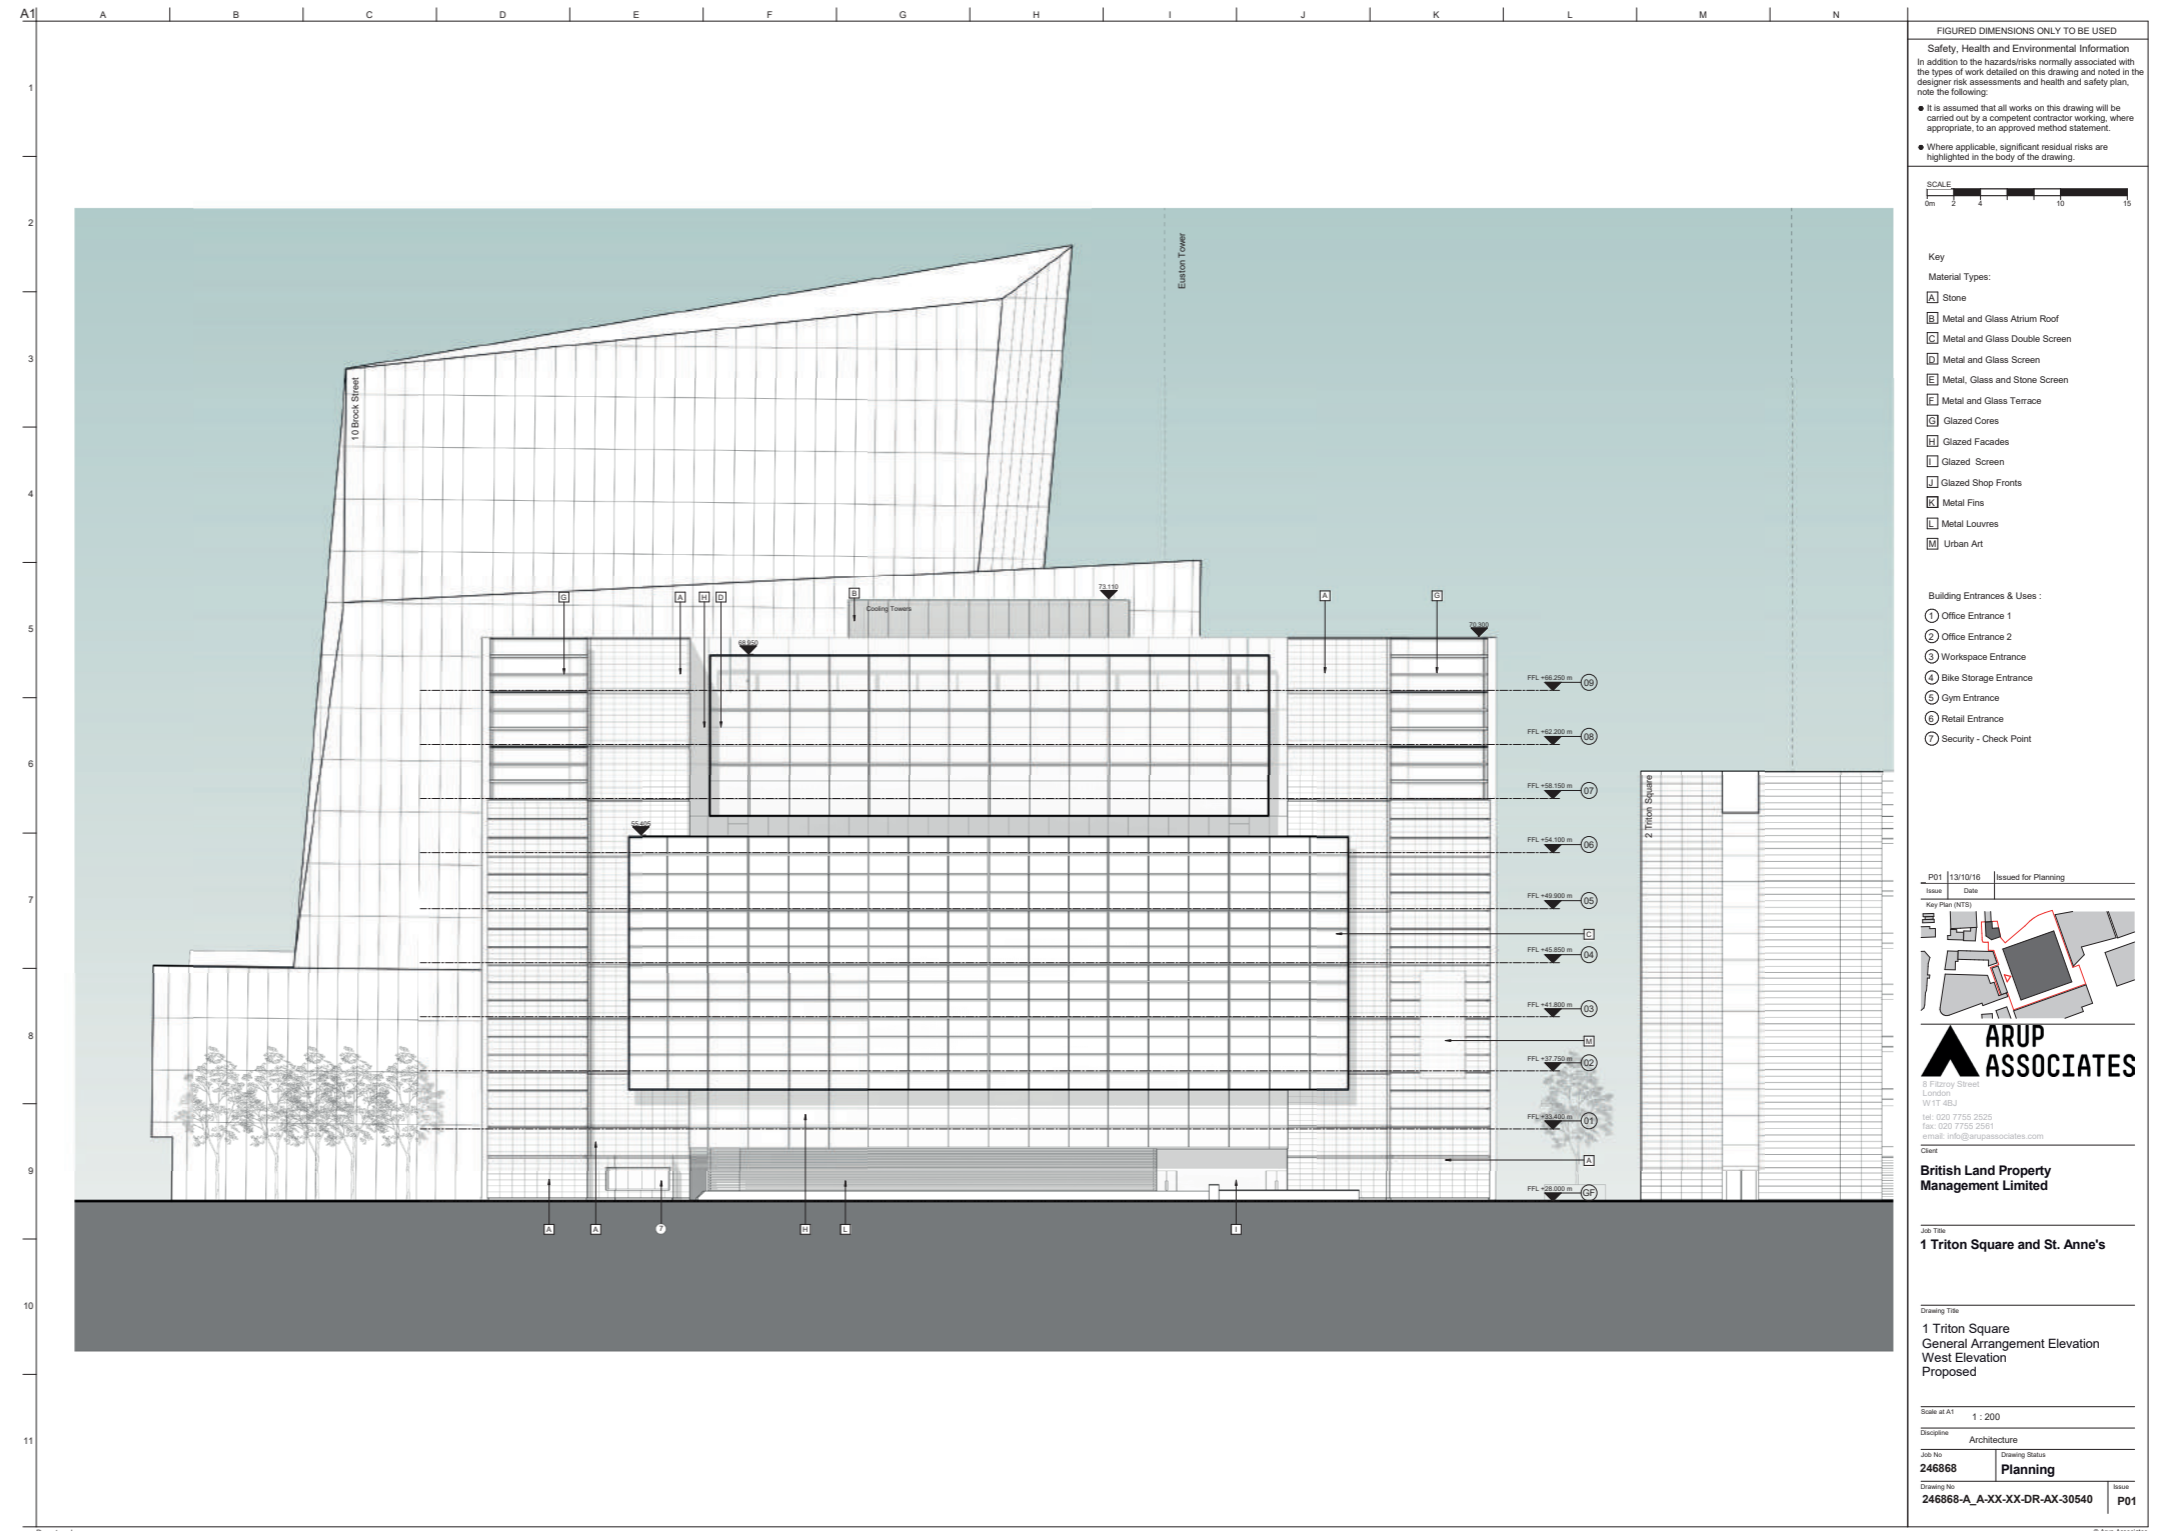 A1
A B C D E F G H I J K L M N
1
2
3
4
5
6
7
8
9
10
11
Euston Tower
10 Brock Street
Cooling Towers
2 Triton Square
G A H D B A G
73.110
70.300
68.950
55.405
FFL +66.250 m 09
FFL +62.200 m 08
FFL +58.150 m 07
FFL +54.100 m 06
FFL +49.900 m 05
C
FFL +45.850 m 04
FFL +41.800 m 03
M
FFL +37.750 m 02
FFL +33.400 m 01
A
FFL +28.000 m GF
A A 7 H L I
FIGURED DIMENSIONS ONLY TO BE USED
Safety, Health and Environmental Information
In addition to the hazards/risks normally associated with
the types of work detailed on this drawing and noted in the
designer risk assessments and health and safety plan,
note the following:
● It is assumed that all works on this drawing will be
carried out by a competent contractor working, where
appropriate, to an approved method statement.
● Where applicable, significant residual risks are
highlighted in the body of the drawing.
SCALE
0m 2 4 10 15
Key
Material Types:
A Stone
B Metal and Glass Atrium Roof
C Metal and Glass Double Screen
D Metal and Glass Screen
E Metal, Glass and Stone Screen
F Metal and Glass Terrace
G Glazed Cores
H Glazed Facades
I Glazed Screen
J Glazed Shop Fronts
K Metal Fins
L Metal Louvres
M Urban Art
Building Entrances & Uses :
1 Office Entrance 1
2 Office Entrance 2
3 Workspace Entrance
4 Bike Storage Entrance
5 Gym Entrance
6 Retail Entrance
7 Security - Check Point
P01 13/10/16 Issued for Planning
Issue Date
Key Plan (NTS)
ARUP
ASSOCIATES
8 Fitzroy Street
London
W1T 4BJ
tel: 020 7755 2525
fax: 020 7755 2561
email: info@arupassociates.com
Client
British Land Property
Management Limited
Job Title
1 Triton Square and St. Anne's
Drawing Title
1 Triton Square
General Arrangement Elevation
West Elevation
Proposed
Scale at A1
1 : 200
Discipline
Architecture
Job No Drawing Status
246868 Planning
Drawing No Issue
246868-A_A-XX-XX-DR-AX-30540 P01